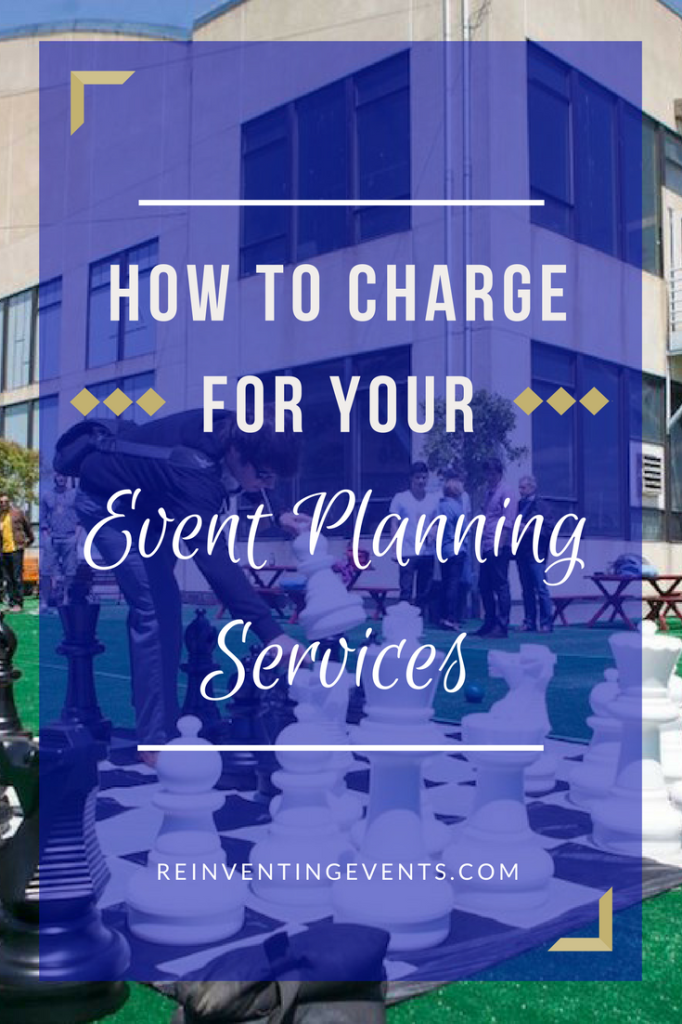 HOW TO CHARGE
FOR YOUR
Event Planning
Services
REINVENTINGEVENTS.COM